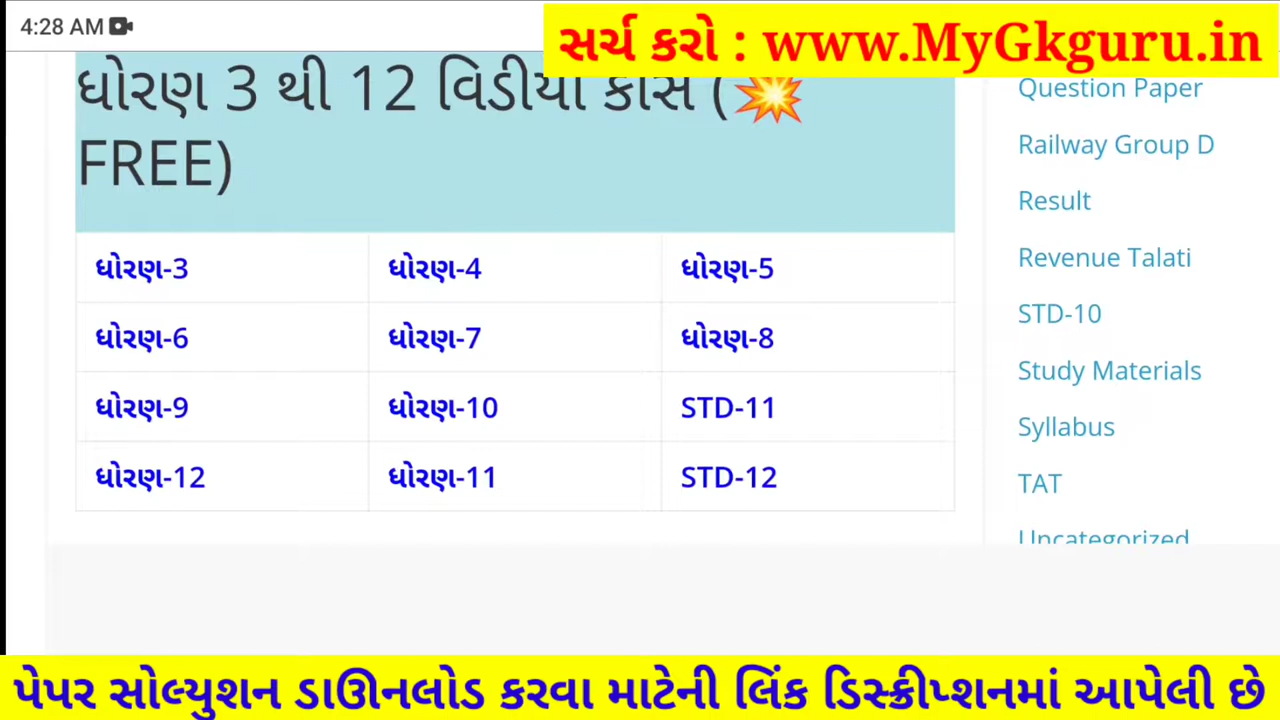 4:28 AM
સર્ચ કરો : www.MyGkguru.in
ધોરણ 3 થી 12 વિડીયો
FREE)
ધોરણ-3 ધોરણ-4 ધોરણ-5
ધોરણ-6 ધોરણ-7 ધોરણ-8
ધોરણ-9 ધોરણ-10 STD-11
ધોરણ-12 ધોરણ-11 STD-12
Question Paper
Railway Group D
Result
Revenue Talati
STD-10
Study Materials
Syllabus
TAT
Uncategorized
પેપર સોલ્યુશન ડાઊનલોડ કરવા માટેની લિંક ડિસ્ક્રીપ્શનમાં આપેલી છે